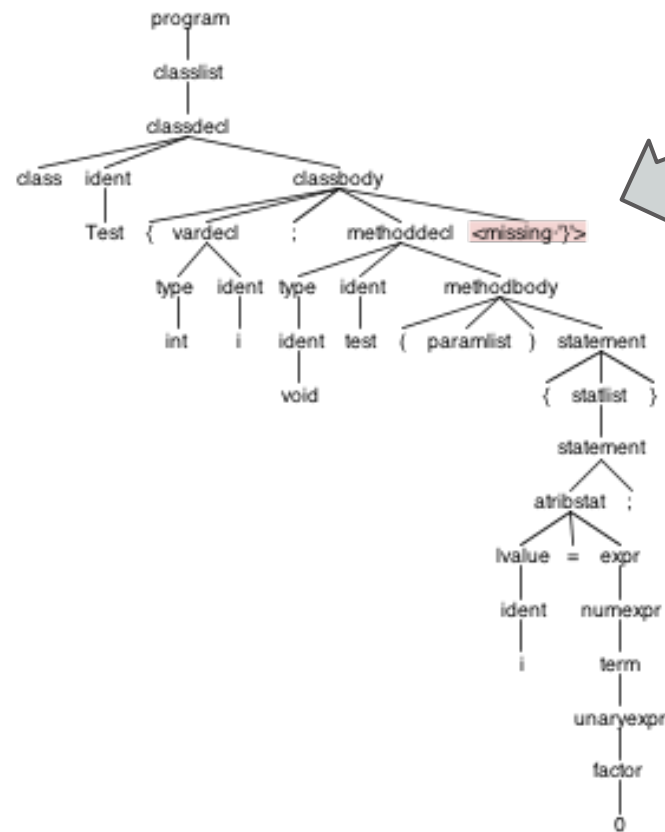 program
classlist
classdecl
class ident classbody
Test { vardecl ; methoddecl <missing '}'>
type ident type ident methodbody
int i ident test ( paramlist ) statement
void { statlist }
statement
atribstat ;
lvalue = expr
ident numexpr
i term
unaryexpr
factor
0